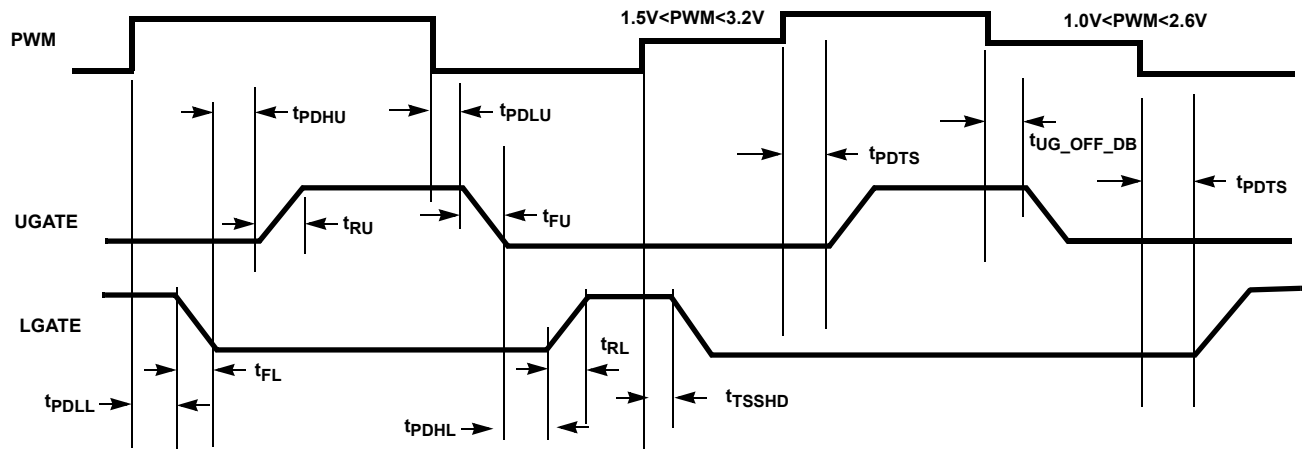 1.5V<PWM<3.2V
1.0V<PWM<2.6V
PWM
tPDHU
tPDLU
tPDTS
tUG_OFF_DB
tPDTS
UGATE
tRU
tFU
LGATE
tFL
tRL
tPDLL
tPDHL
tTSSHD